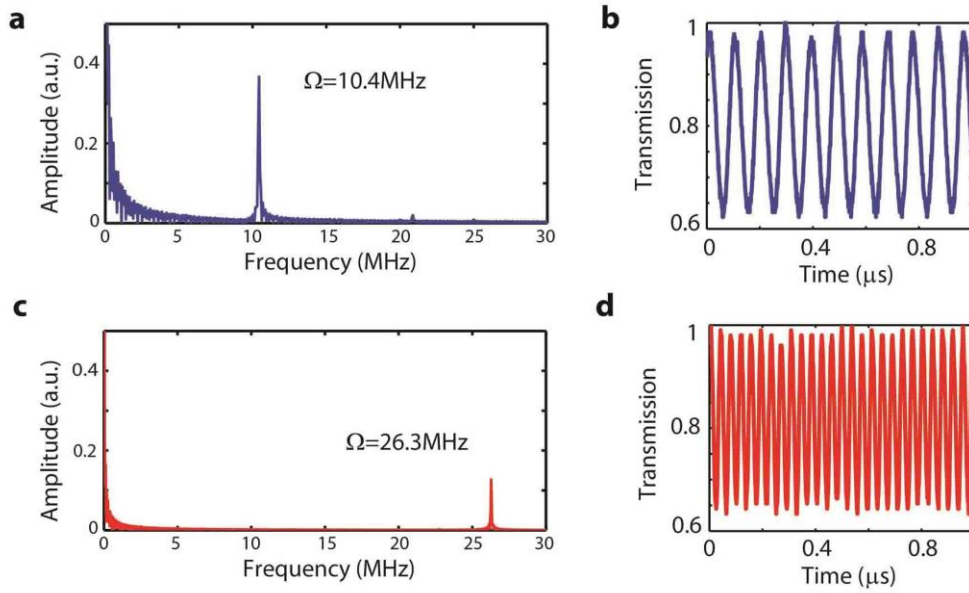 a
Amplitude (a.u.)
0.4
0.2
0
Ω=10.4MHz
0 5 10 15 20 25 30
Frequency (MHz)
b
Transmission
1
0.8
0.6
0 0.4 0.8
Time (μs)
c
Amplitude (a.u.)
0.4
0.2
0
Ω=26.3MHz
0 5 10 15 20 25 30
Frequency (MHz)
d
Transmission
1
0.8
0.6
0 0.4 0.8
Time (μs)